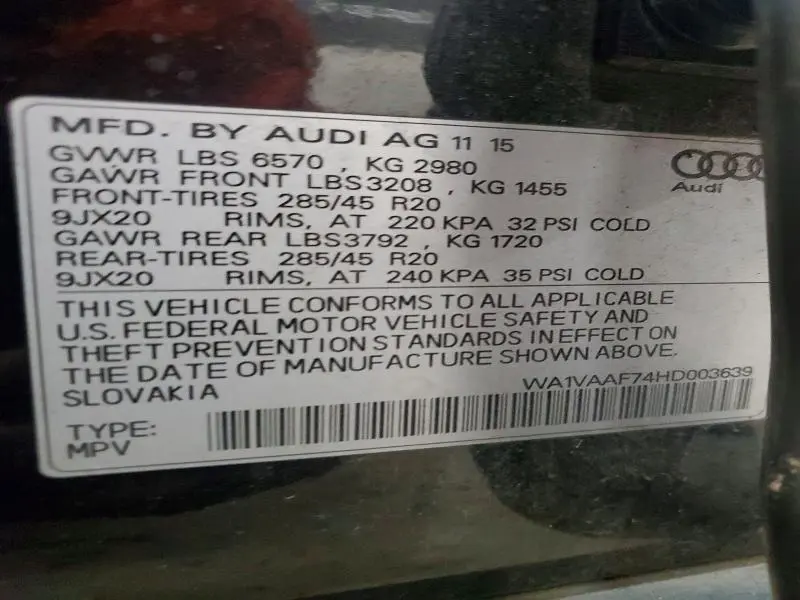 MFD. BY AUDI AG 11 15
GVWR LBS 6570 , KG 2980
GAWR FRONT LBS3208 , KG 1455
FRONT-TIRES 285/45 R20
9JX20 RIMS, AT 220 KPA 32 PSI COLD
GAWR REAR LBS3792 , KG 1720
REAR-TIRES 285/45 R20
9JX20 RIMS, AT 240 KPA 35 PSI COLD
Audi
THIS VEHICLE CONFORMS TO ALL APPLICABLE
U.S. FEDERAL MOTOR VEHICLE SAFETY AND
THEFT PREVENTION STANDARDS IN EFFECT ON
THE DATE OF MANUFACTURE SHOWN ABOVE.
SLOVAKIA
WA1VAAF74HD003639
TYPE:
MPV